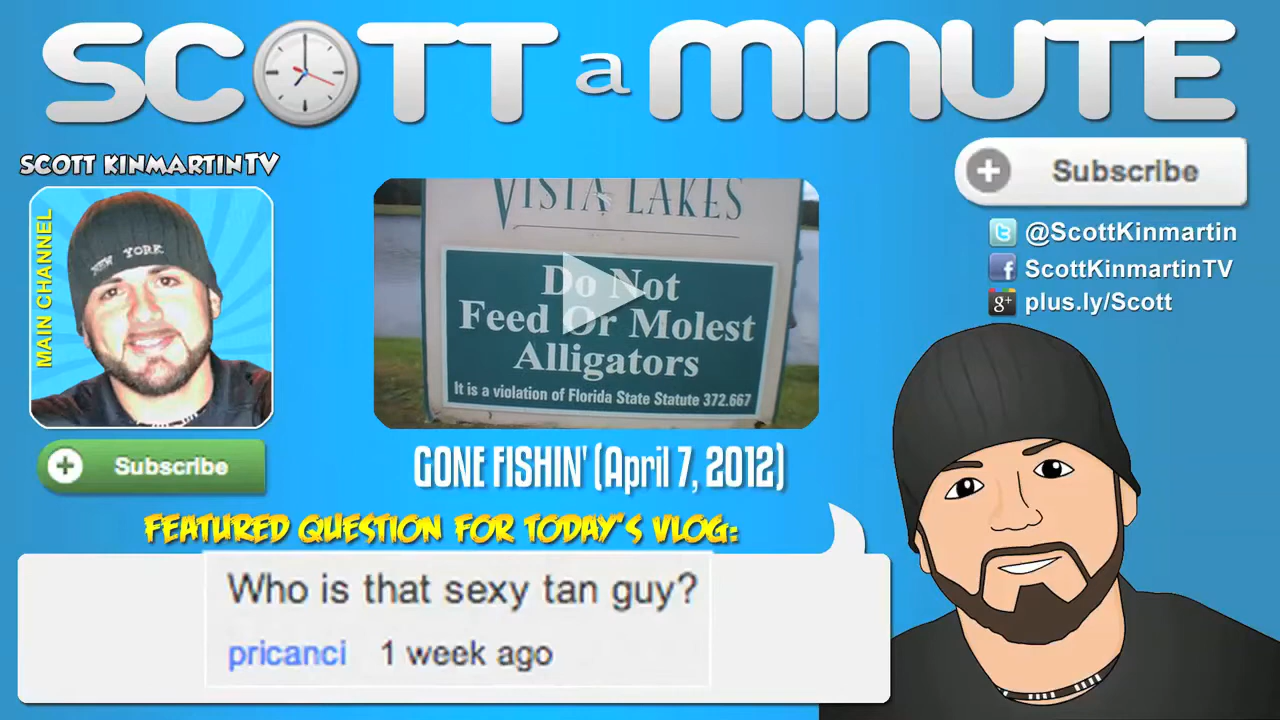 SCOTT a MINUTE
SCOTT KINMARTINTV
MAIN CHANNEL
NEW YORK
Subscribe
VISTA LAKES
Do Not
Feed Or Molest
Alligators
It is a violation of Florida State Statute 372.667
GONE FISHIN' (April 7, 2012)
Subscribe
@ScottKinmartin
f ScottKinmartinTV
g+ plus.ly/Scott
FEATURED QUESTION FOR TODAY'S VLOG:
Who is that sexy tan guy?
pricanci 1 week ago